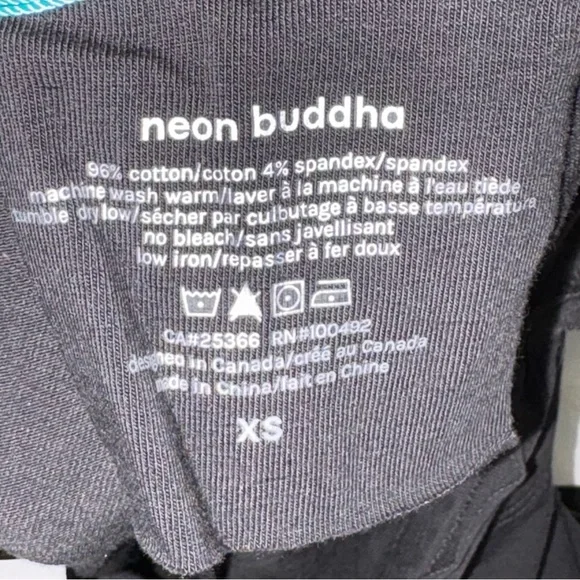 neon buddha
96% cotton/coton 4% spandex/spandex
machine wash warm/laver à la machine à l'eau tiède
tumble dry low/sécher par culbutage à basse température
no bleach/sans javellisant
low iron/repasser à fer doux
CA#25366 RN#100492
designed in Canada/créé au Canada
made in China/fait en Chine
XS